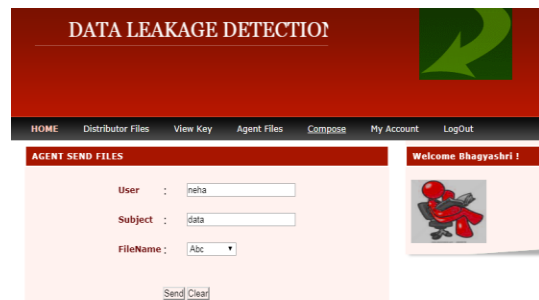 DATA LEAKAGE DETECTION
HOME Distributor Files View Key Agent Files Compose My Account LogOut
AGENT SEND FILES
Welcome Bhagyashri !
User : neha
Subject : data
FileName : Abc
Send Clear